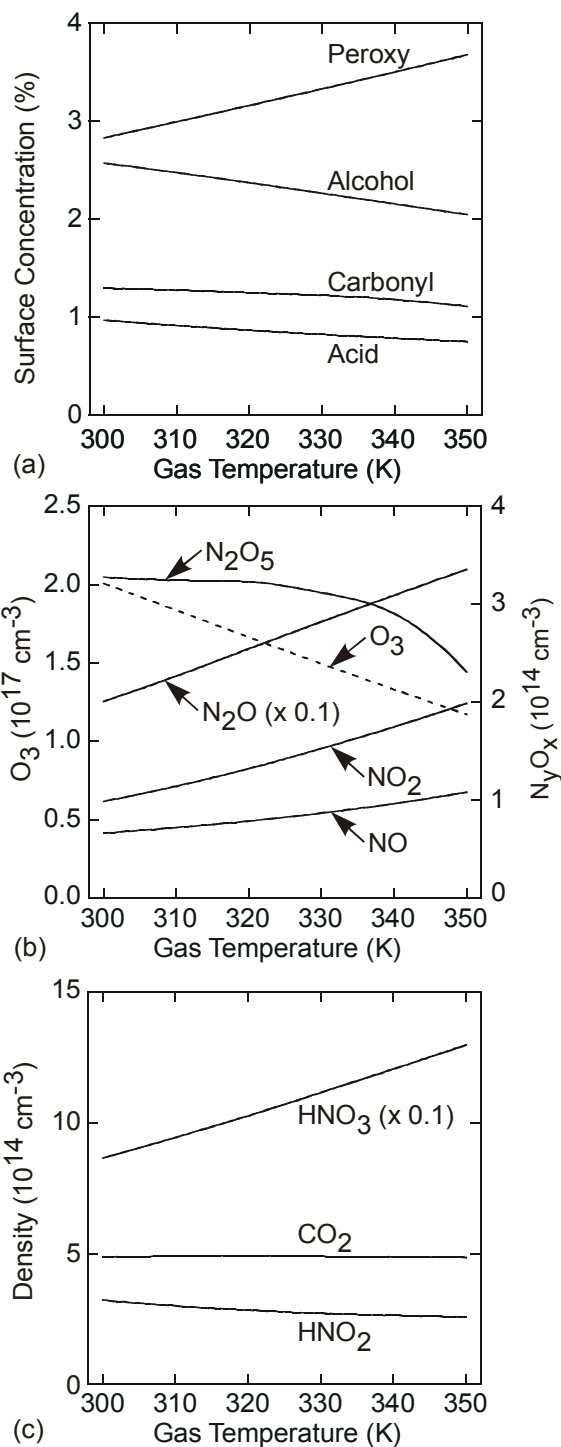 4
3
2
1
0
Surface Concentration (%)
Peroxy
Alcohol
Carbonyl
Acid
300 310 320 330 340 350
(a) Gas Temperature (K)
2.5
2.0
1.5
1.0
0.5
0.0
O3 (10^17 cm^-3)
4
3
2
1
0
NyOx (10^14 cm^-3)
N2O5
O3
N2O (x 0.1)
NO2
NO
300 310 320 330 340 350
(b) Gas Temperature (K)
15
10
5
0
Density (10^14 cm^-3)
HNO3 (x 0.1)
CO2
HNO2
300 310 320 330 340 350
(c) Gas Temperature (K)